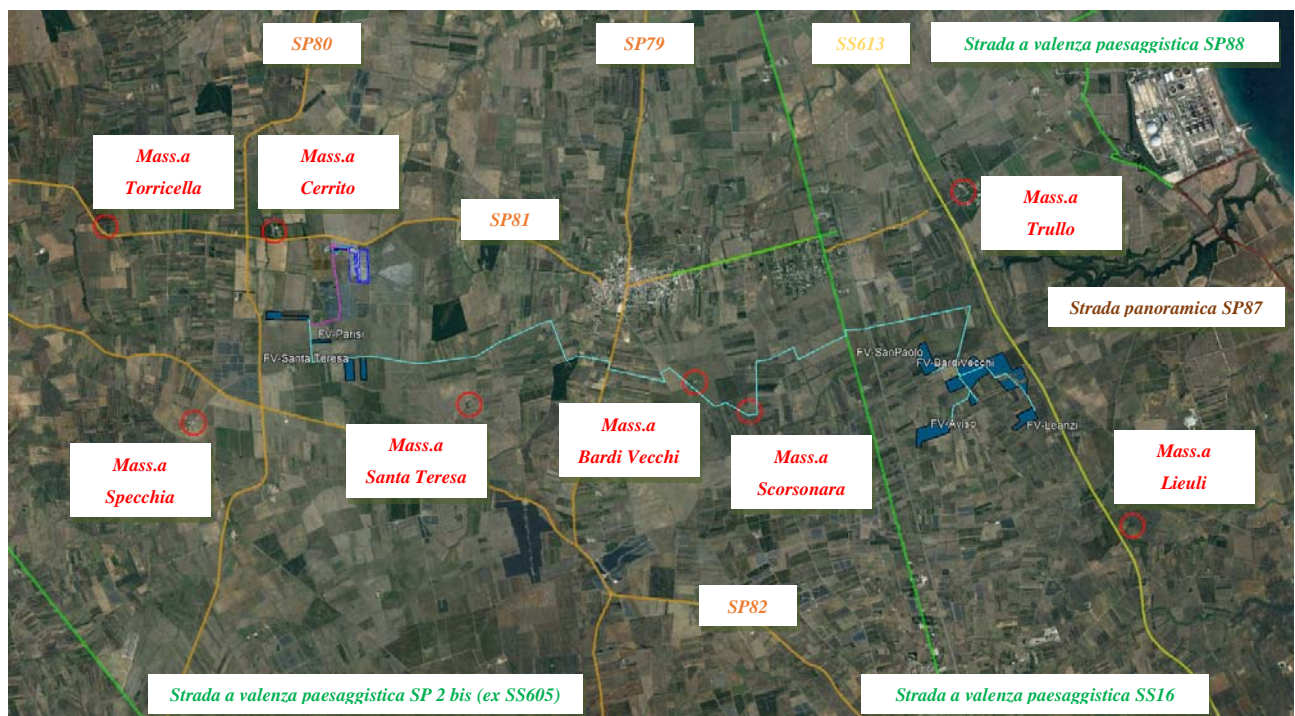 SP80
SP79
SS613
Strada a valenza paesaggistica SP88
Mass.a
Torricella
Mass.a
Cerrito
SP81
Mass.a
Trullo
Strada panoramica SP87
FV-Parisi
FV-Santa Teresa
FV-SanPaolo
FV-BardiVecchi
FV-Aviso
FV-Leanzi
Mass.a
Specchia
Mass.a
Santa Teresa
Mass.a
Bardi Vecchi
Mass.a
Scorsonara
Mass.a
Lieuli
SP82
Strada a valenza paesaggistica SP 2 bis (ex SS605)
Strada a valenza paesaggistica SS16